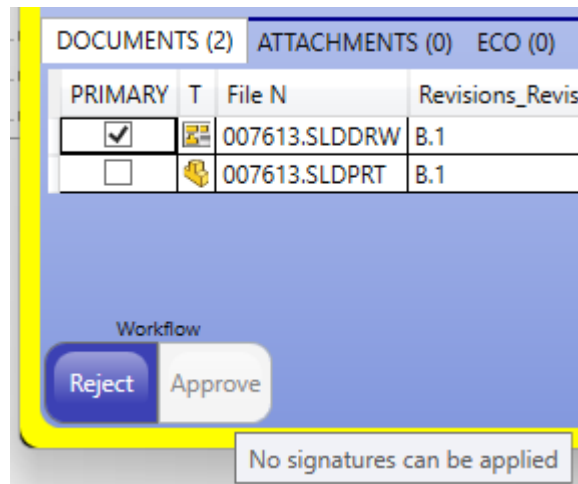 DOCUMENTS (2) ATTACHMENTS (0) ECO (0)
PRIMARY T File N Revisions_Revis
007613.SLDDRW B.1
007613.SLDPRT B.1
Workflow
Reject Approve
No signatures can be applied